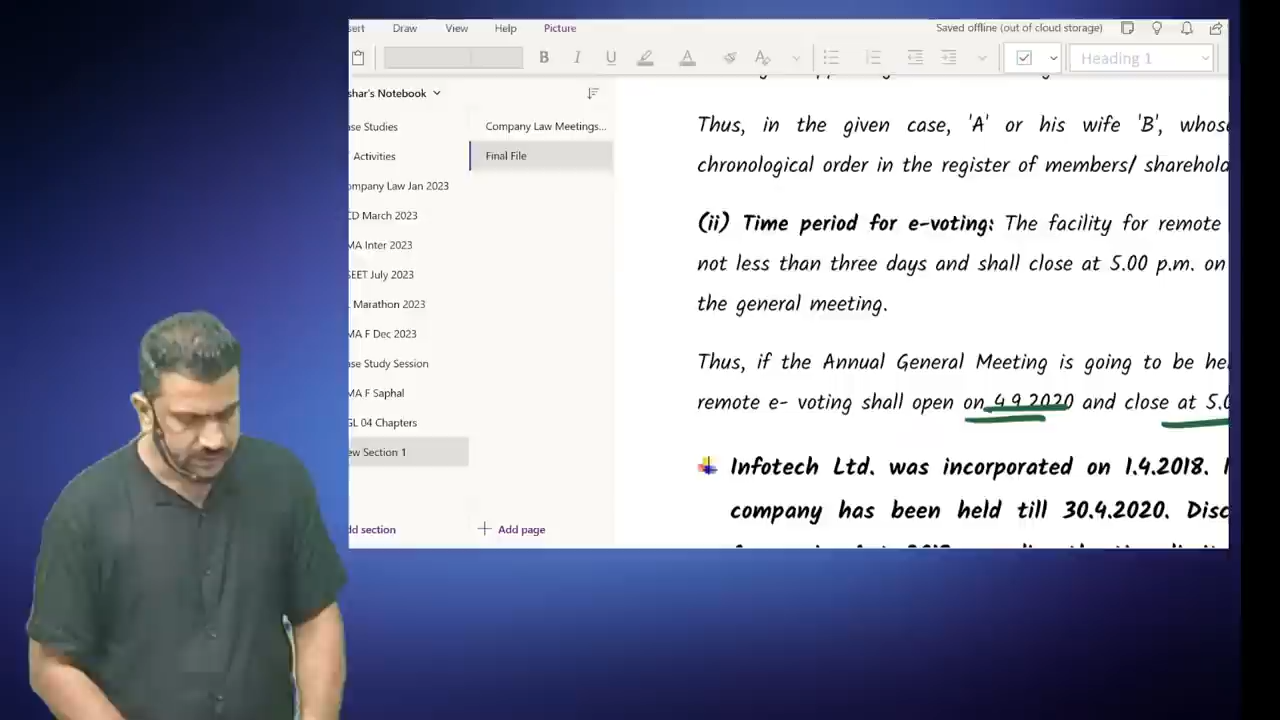 sert Draw View Help Picture Saved offline (out of cloud storage)
B I U A Heading 1
shar's Notebook
ase Studies
Activities
ompany Law Jan 2023
CD March 2023
MA Inter 2023
SEET July 2023
Marathon 2023
MA F Dec 2023
ase Study Session
MA F Saphal
GL 04 Chapters
ew Section 1
dd section
Company Law Meetings...
Final File
Add page
Thus, in the given case, 'A' or his wife 'B', whose
chronological order in the register of members/ sharehold
(ii) Time period for e-voting: The facility for remote
not less than three days and shall close at 5.00 p.m. on
the general meeting.
Thus, if the Annual General Meeting is going to be he
remote e- voting shall open on 4.9.2020 and close at 5.0
Infotech Ltd. was incorporated on 1.4.2018.
company has been held till 30.4.2020. Disc